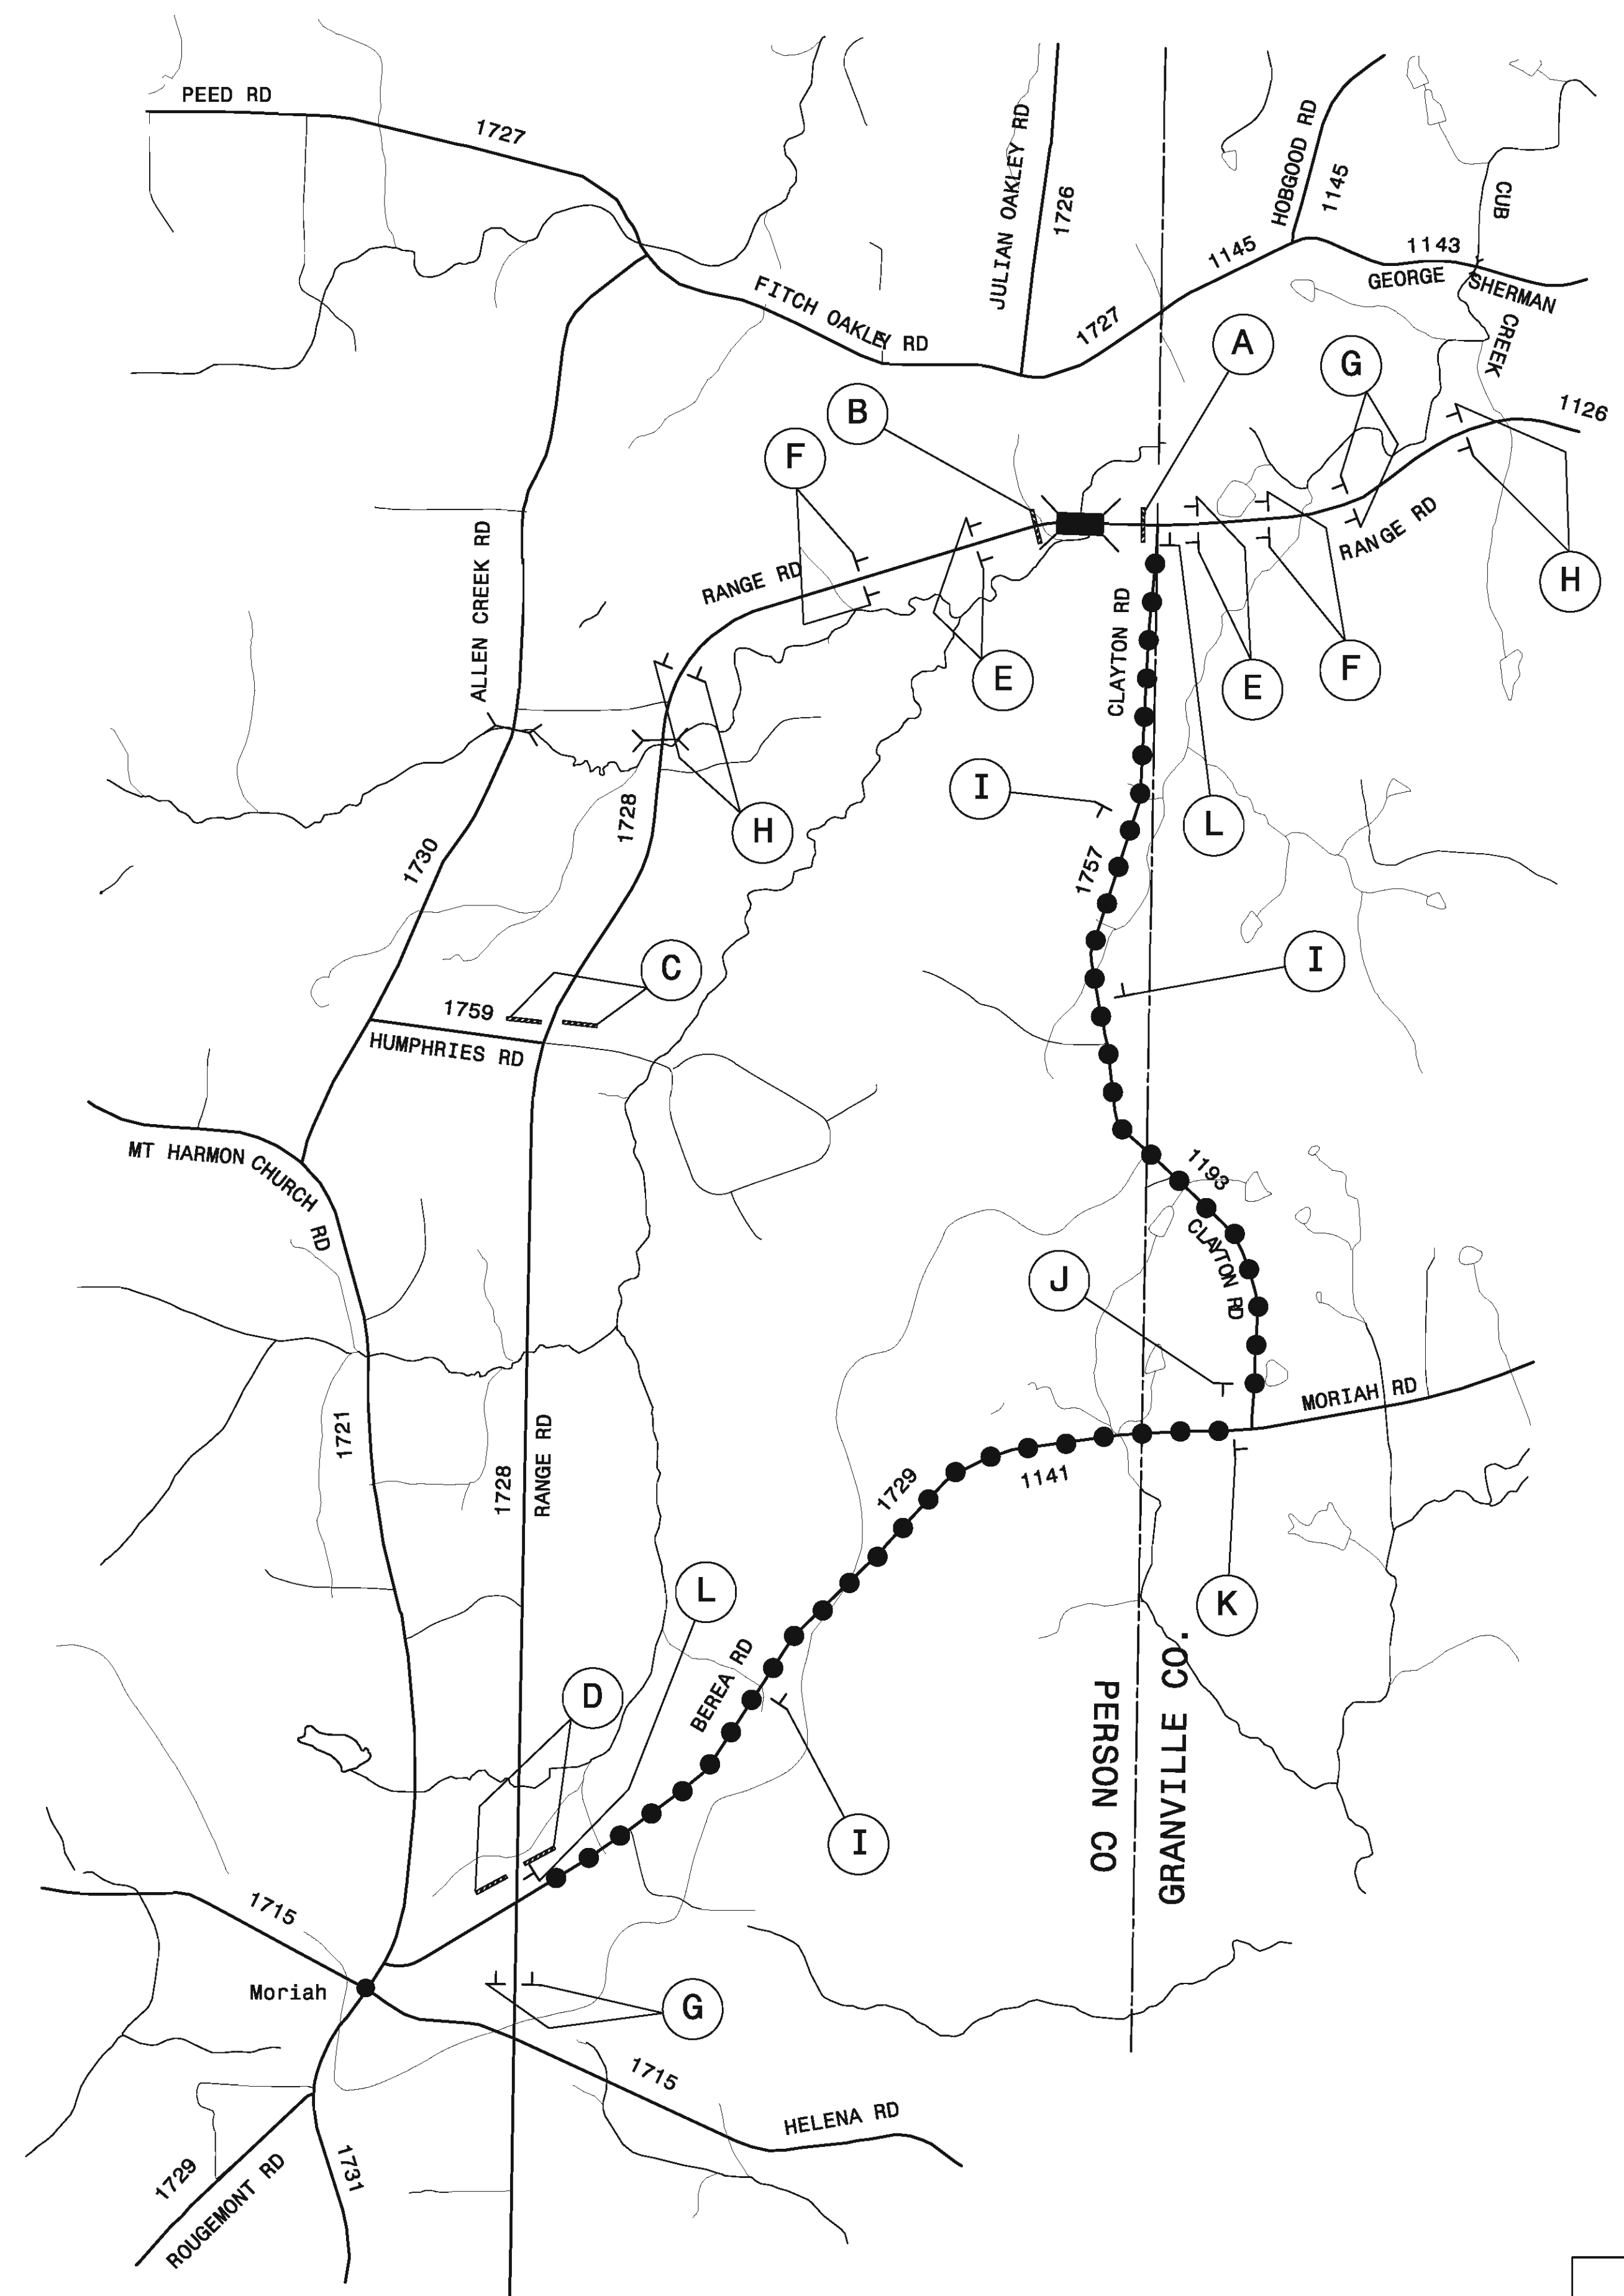 PEED RD
1727
JULIAN OAKLEY RD
1726
HOBGOOD RD
1145
CUB
CREEK
1145
1143
GEORGE SHERMAN
FITCH OAKLEY RD
1727
A
G
B
1126
F
ALLEN CREEK RD
RANGE RD
RANGE RD
H
CLAYTON RD
E
E
F
I
L
H
1728
1730
1757
C
I
1759
HUMPHRIES RD
MT HARMON CHURCH RD
1193
CLAYTON RD
J
MORIAH RD
1721
1728
RANGE RD
1729
1141
L
K
D
BEREA RD
PERSON CO
GRANVILLE CO.
I
1715
Moriah
G
1715
HELENA RD
1729
ROUGEMONT RD
1731